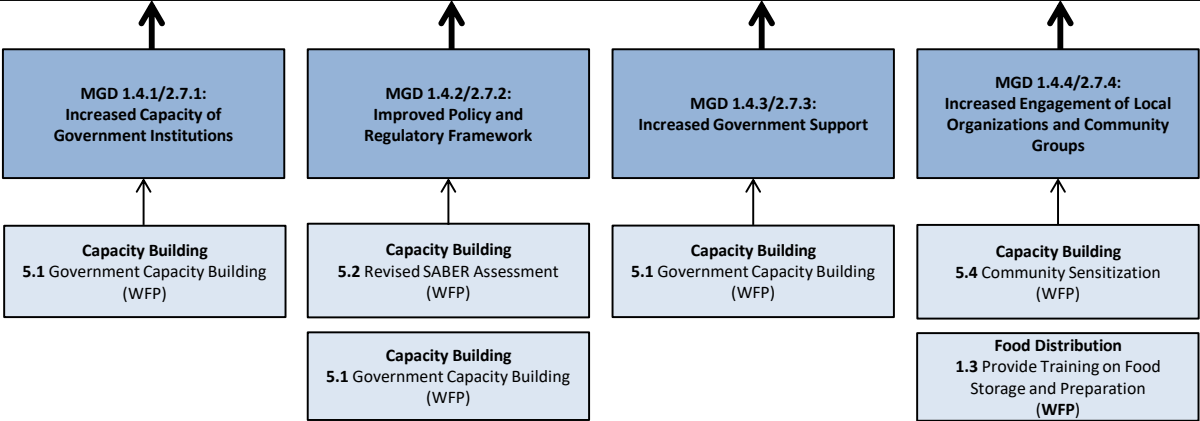 MGD 1.4.1/2.7.1:
Increased Capacity of
Government Institutions
MGD 1.4.2/2.7.2:
Improved Policy and
Regulatory Framework
MGD 1.4.3/2.7.3:
Increased Government Support
MGD 1.4.4/2.7.4:
Increased Engagement of Local
Organizations and Community
Groups
Capacity Building
5.1 Government Capacity Building
(WFP)
Capacity Building
5.2 Revised SABER Assessment
(WFP)
Capacity Building
5.1 Government Capacity Building
(WFP)
Capacity Building
5.4 Community Sensitization
(WFP)
Capacity Building
5.1 Government Capacity Building
(WFP)
Food Distribution
1.3 Provide Training on Food
Storage and Preparation
(WFP)